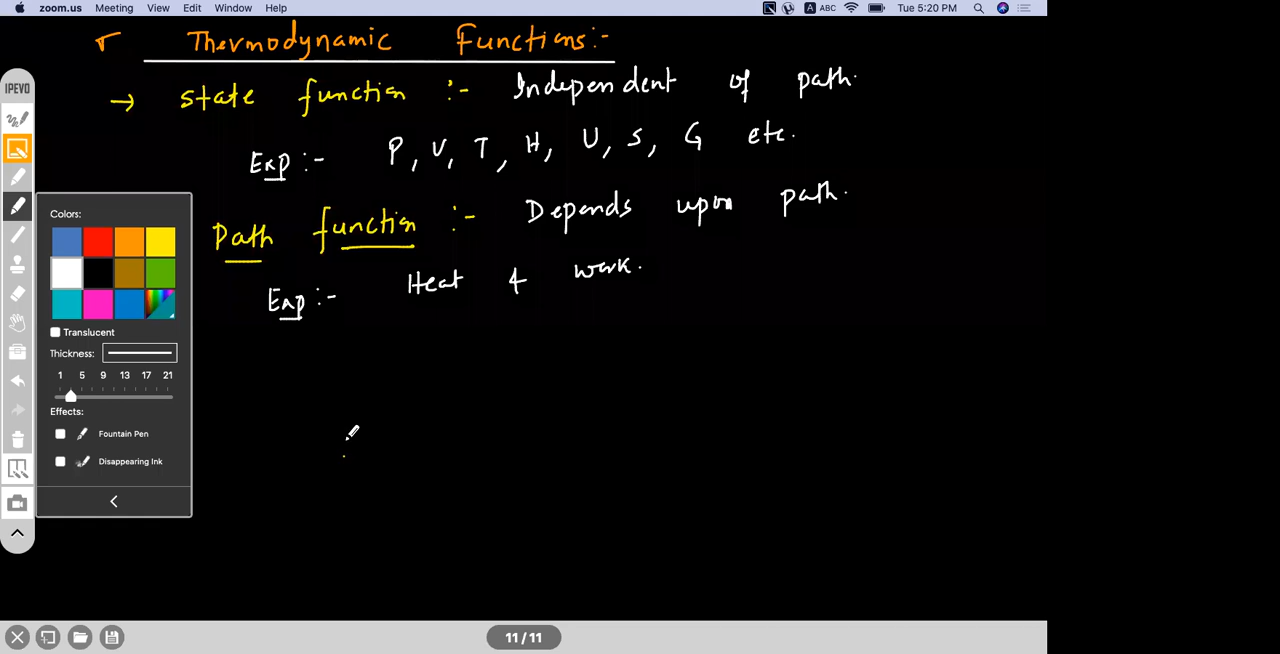 zoom.us Meeting View Edit Window Help
A ABC Tue 5:20 PM
Thermodynamic Functions:-
→ State function :- Independent of path.
IPEVO
Exp :- P, V, T, H, U, S, G etc.
Path function :- Depends upon path.
Exp :- Heat & work.
Colors:
Translucent
Thickness:
1 5 9 13 17 21
Effects:
Fountain Pen
Disappearing Ink
11 / 11